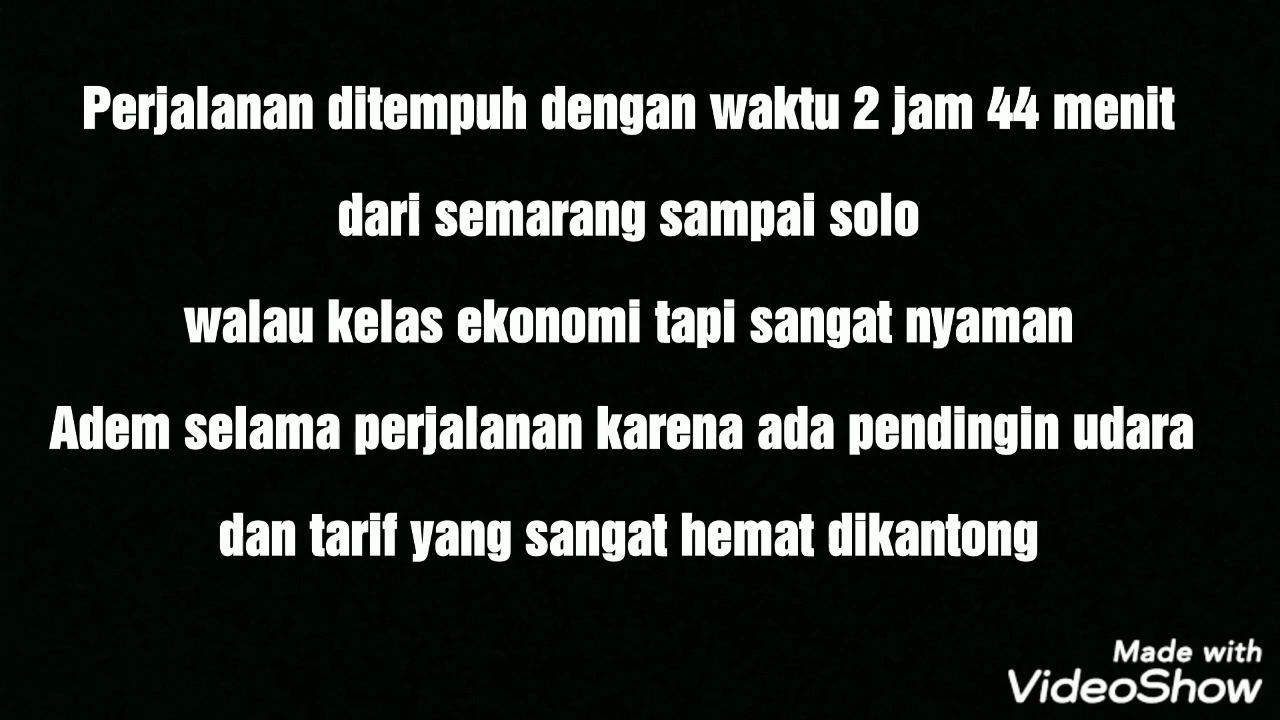 Perjalanan ditempuh dengan waktu 2 jam 44 menit
dari semarang sampai solo
walau kelas ekonomi tapi sangat nyaman
Adem selama perjalanan karena ada pendingin udara
dan tarif yang sangat hemat dikantong
Made with
VideoShow